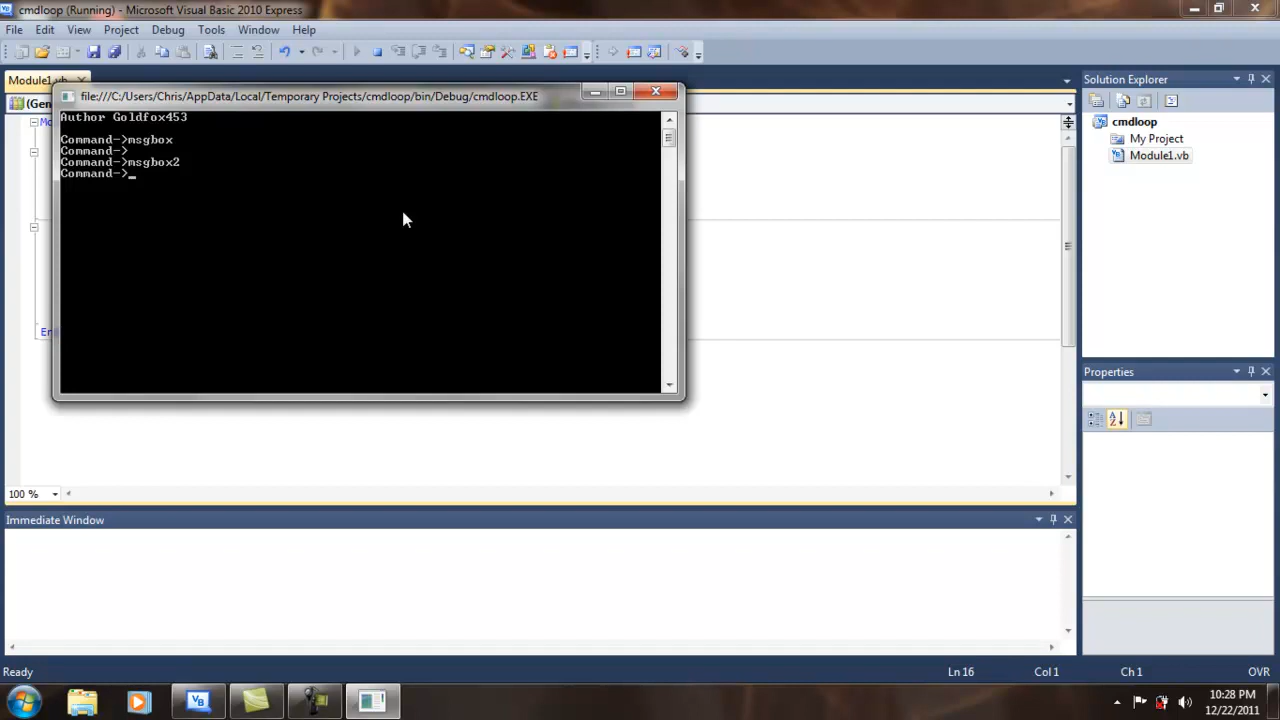 cmdloop (Running) - Microsoft Visual Basic 2010 Express
File Edit View Project Debug Tools Window Help
Module1.vb
(Gen
Mo
En
file:///C:/Users/Chris/AppData/Local/Temporary Projects/cmdloop/bin/Debug/cmdloop.EXE
Author Goldfox453
Command->msgbox
Command->
Command->msgbox2
Command->_
Solution Explorer
cmdloop
My Project
Module1.vb
Properties
100 %
Immediate Window
Ready Ln 16 Col 1 Ch 1 OVR
10:28 PM
12/22/2011